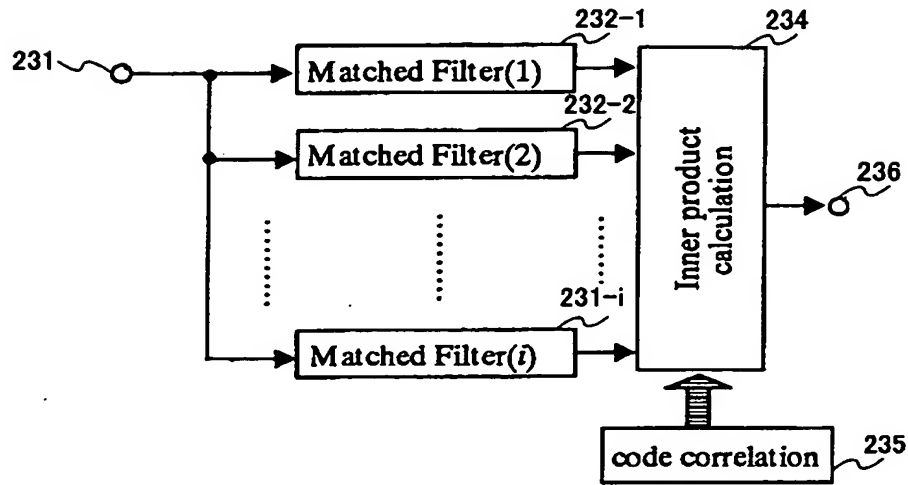 232-1
234
231
Matched Filter(1)
232-2
Matched Filter(2)
236
Inner product
calculation
231-i
Matched Filter(i)
code correlation
235